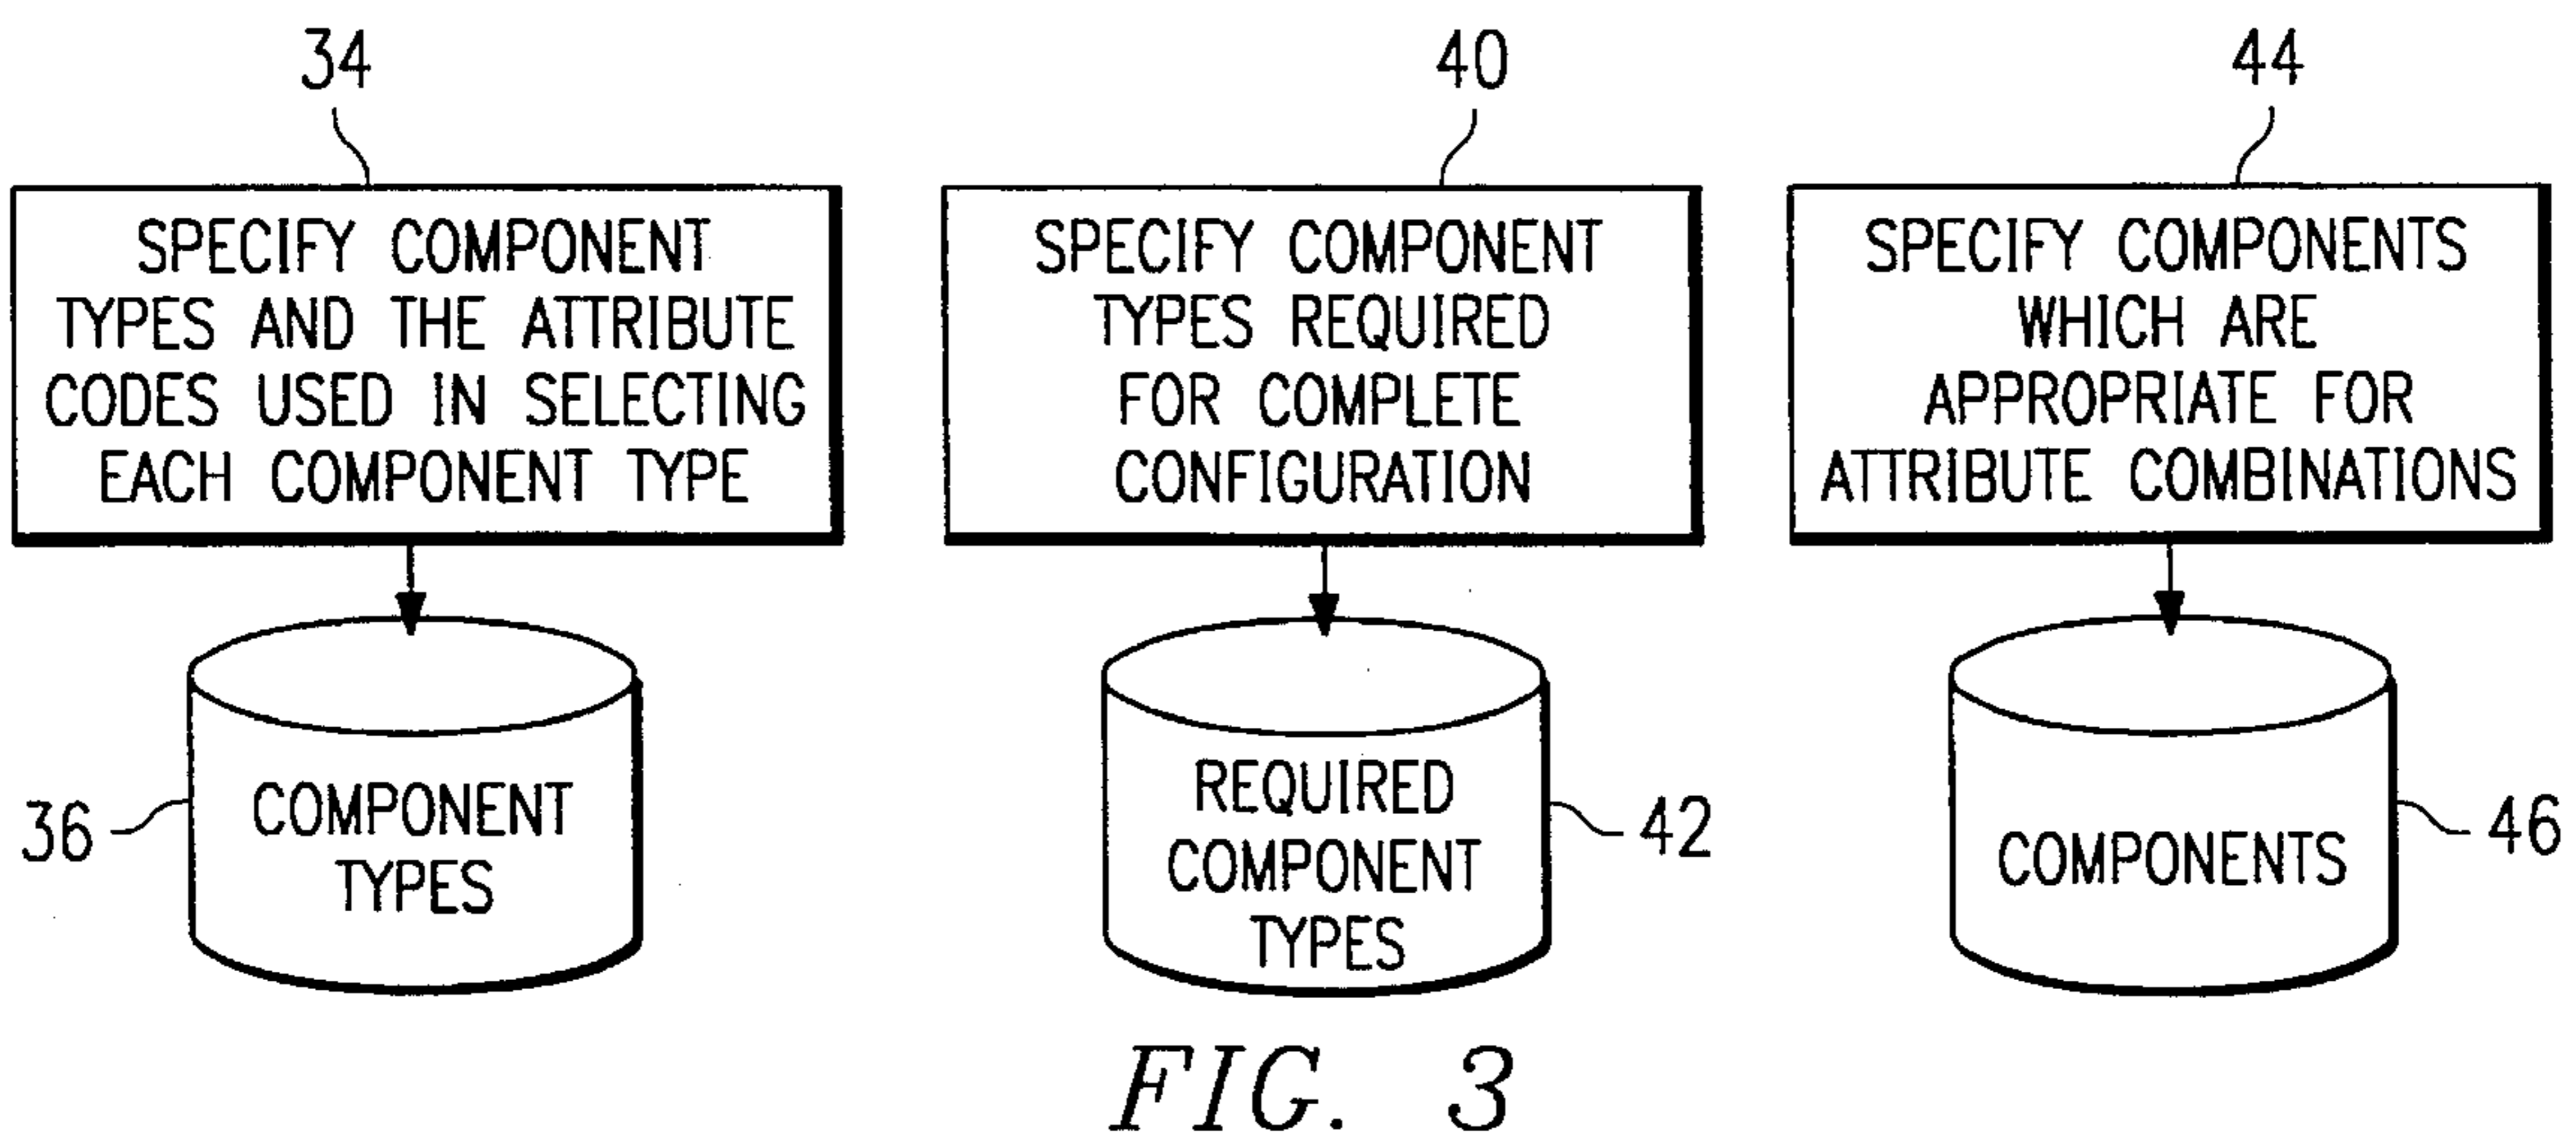 34
SPECIFY COMPONENT
TYPES AND THE ATTRIBUTE
CODES USED IN SELECTING
EACH COMPONENT TYPE
36
COMPONENT
TYPES
40
SPECIFY COMPONENT
TYPES REQUIRED
FOR COMPLETE
CONFIGURATION
REQUIRED
COMPONENT
TYPES
42
44
SPECIFY COMPONENTS
WHICH ARE
APPROPRIATE FOR
ATTRIBUTE COMBINATIONS
COMPONENTS
46
FIG. 3